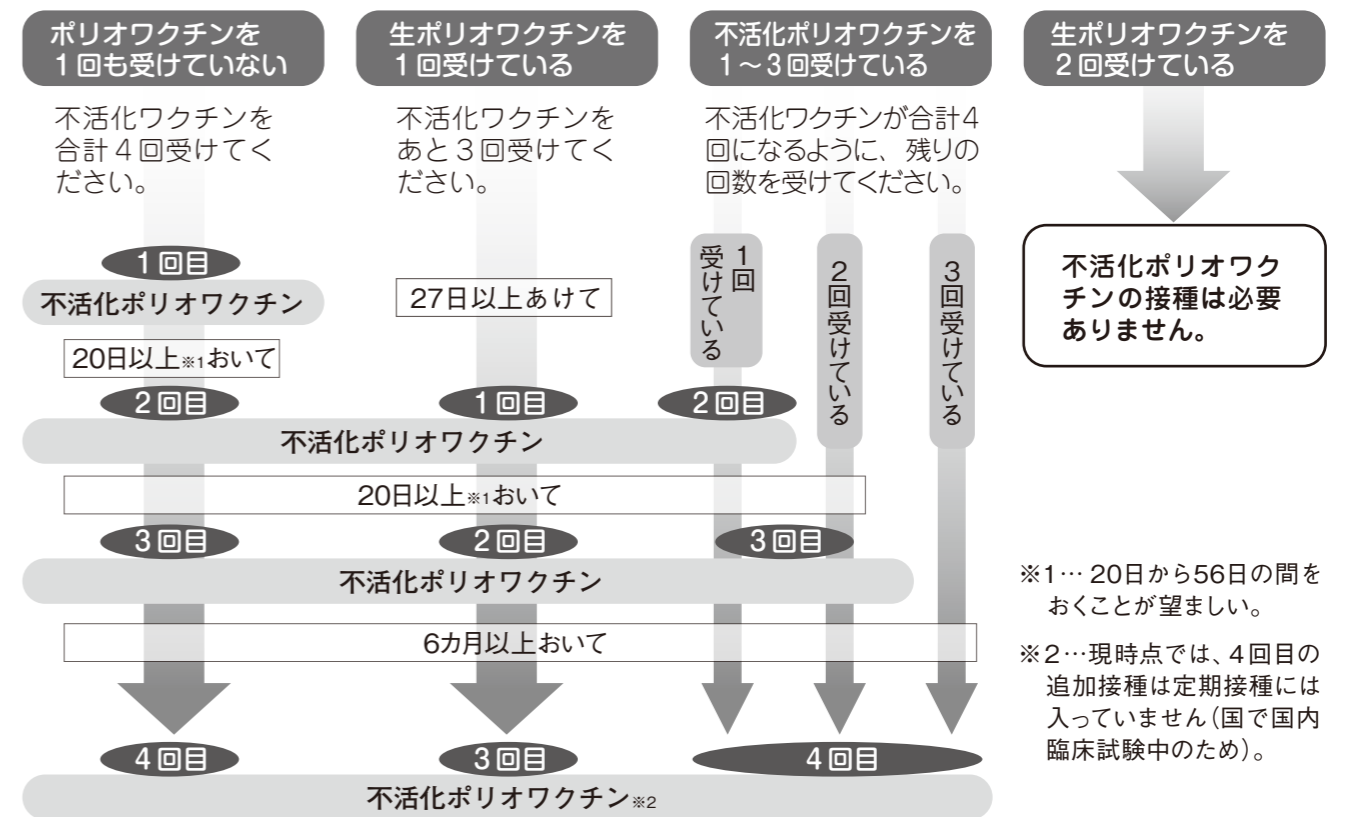 ポリオワクチンを
1回も受けていない
生ポリオワクチンを
1回受けている
不活化ポリオワクチンを
1～3回受けている
生ポリオワクチンを
2回受けている
不活化ワクチンを
合計4回受けてく
ださい。
不活化ワクチンを
あと3回受けてく
ださい。
不活化ワクチンが合計4
回になるように、残りの
回数を受けてください。
1回目
不活化ポリオワクチン
27日以上あけて
1回
受けている
2回受けている
3回受けている
不活化ポリオワク
チンの接種は必要
ありません。
20日以上※1おいて
2回目
1回目
2回目
不活化ポリオワクチン
20日以上※1おいて
3回目
2回目
3回目
不活化ポリオワクチン
6カ月以上おいて
4回目
3回目
4回目
不活化ポリオワクチン※2
※1… 20日から56日の間を
おくことが望ましい。
※2…現時点では、4回目の
追加接種は定期接種には
入っていません(国で国内
臨床試験中のため)。